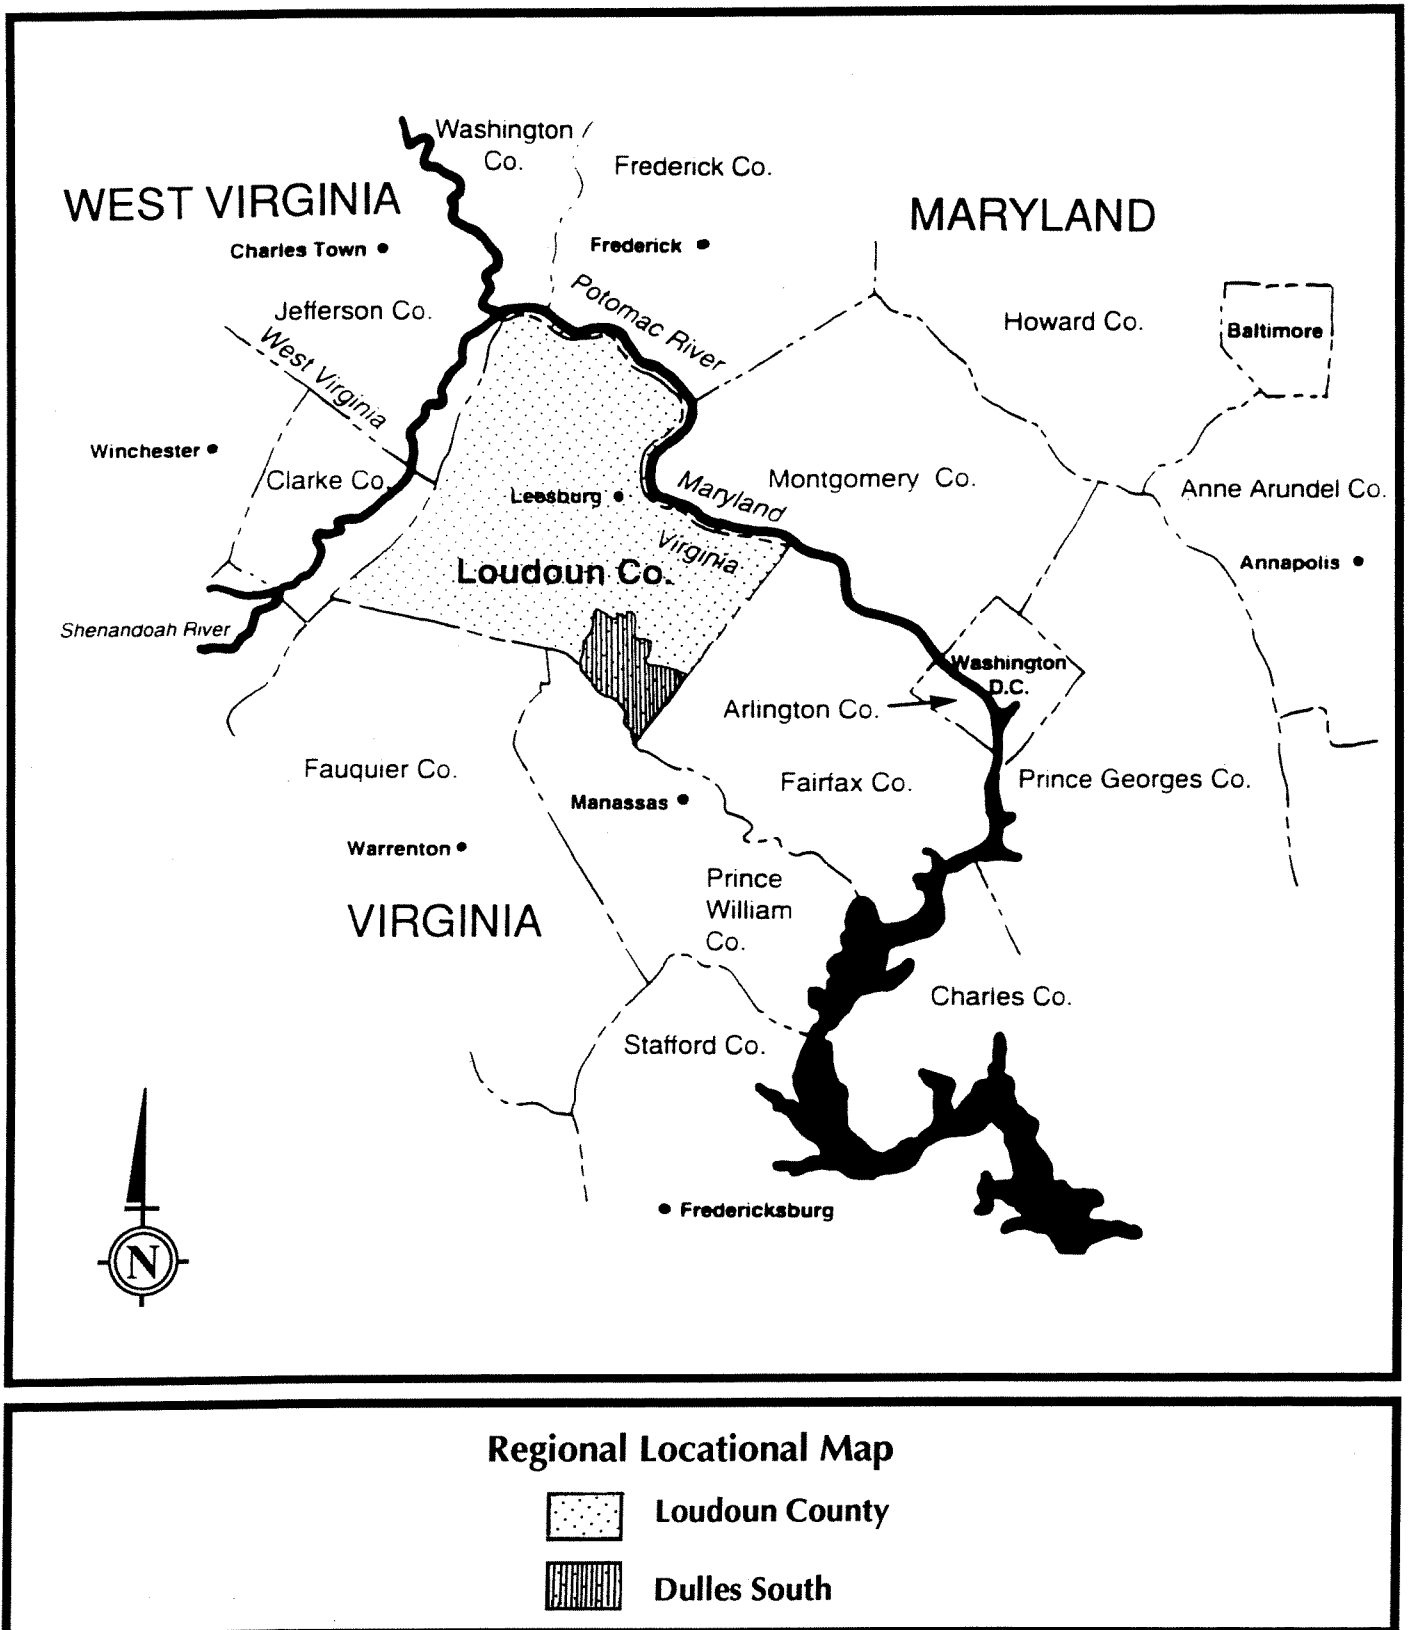 Washington
Co.
Frederick Co.
WEST VIRGINIA
MARYLAND
Charles Town
Frederick
Potomac River
Jefferson Co.
Howard Co.
Baltimore
West Virginia
Winchester
Clarke Co.
Leesburg
Maryland
Montgomery Co.
Anne Arundel Co.
Virginia
Loudoun Co.
Annapolis
Shenandoah River
Washington
D.C.
Arlington Co.
Fauquier Co.
Fairfax Co.
Prince Georges Co.
Manassas
Warrenton
Prince
William
Co.
VIRGINIA
Charles Co.
Stafford Co.
Fredericksburg
N
Regional Locational Map
Loudoun County
Dulles South